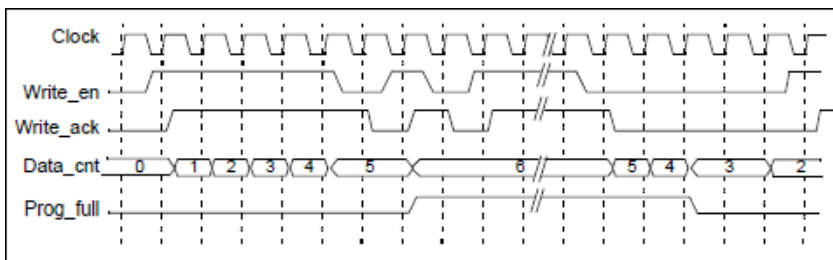 Clock
Write_en
Write_ack
Data_cnt 0 1 2 3 4 5 6 5 4 3 2
Prog_full